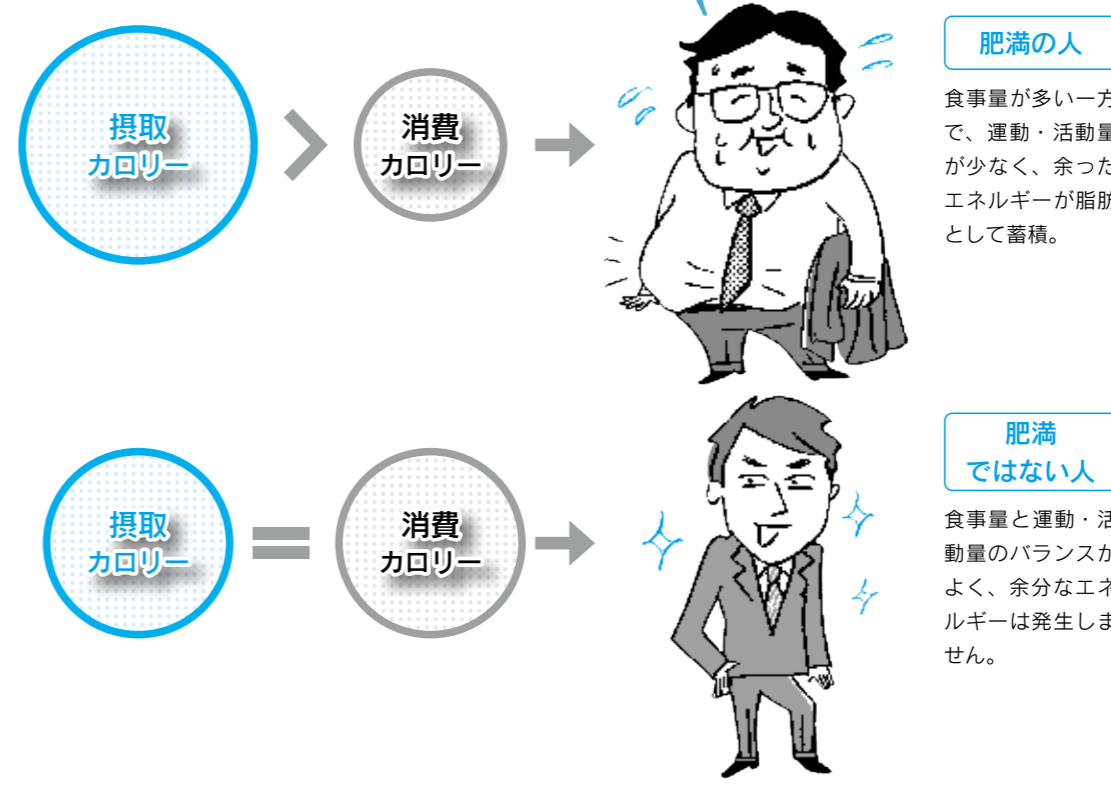 摂取
カロリー
>
消費
カロリー
肥満の人
食事量が多い一方
で、運動・活動量
が少なく、余った
エネルギーが脂肪
として蓄積。
摂取
カロリー
=
消費
カロリー
肥満
ではない人
食事量と運動・活
動量のバランスが
よく、余分なエネ
ルギーは発生しま
せん。